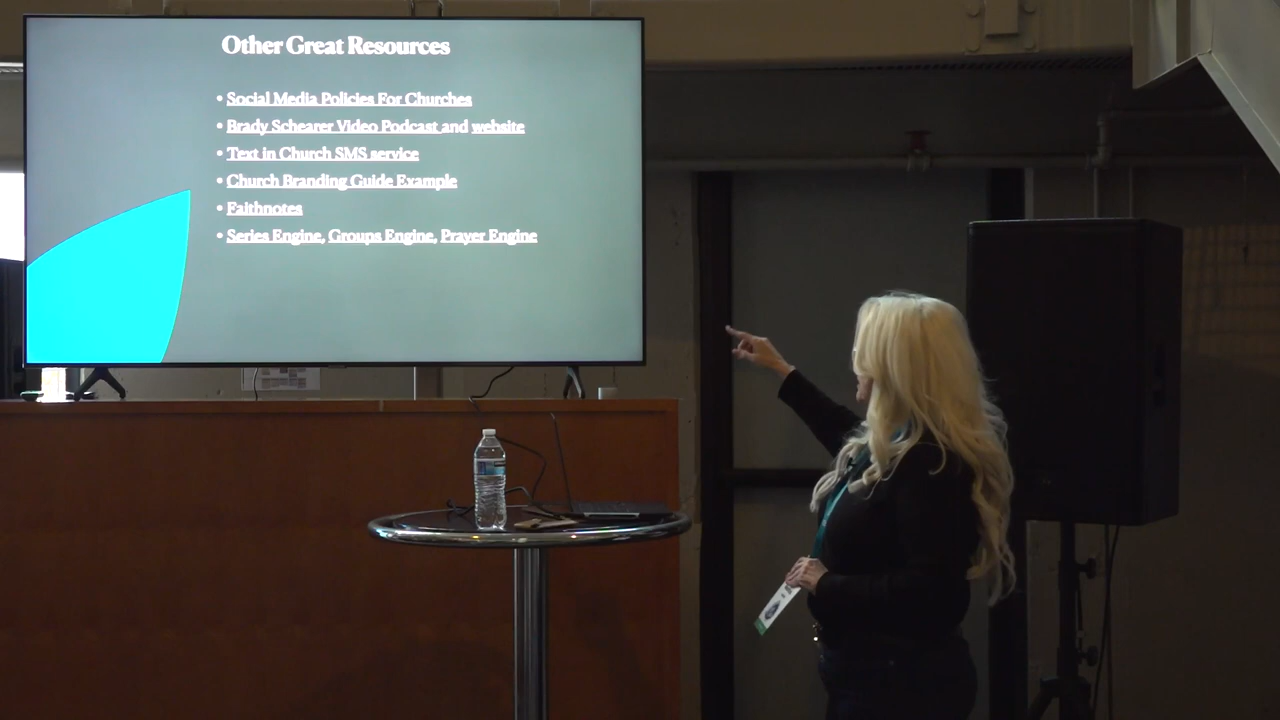 Other Great Resources
• Social Media Policies For Churches
• Brady Schearer Video Podcast and website
• Text in Church SMS service
• Church Branding Guide Example
• Faithnotes
• Series Engine, Groups Engine, Prayer Engine